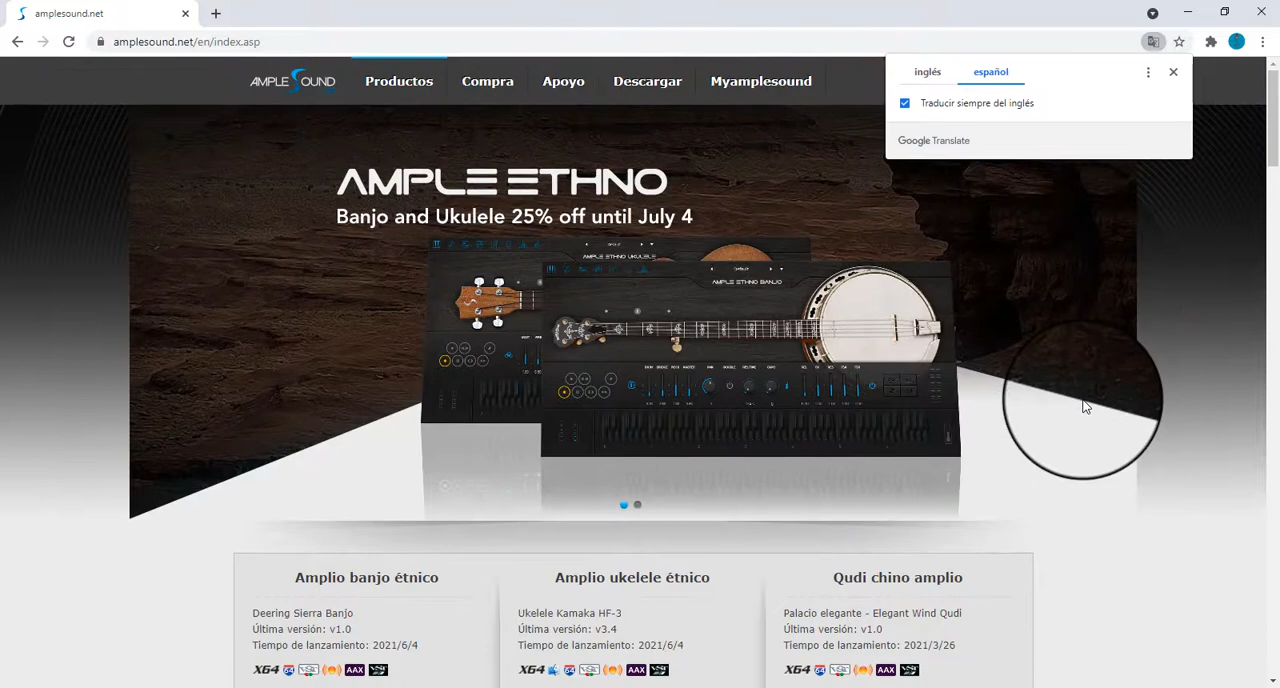 amplesound.net
amplesound.net/en/index.asp
inglés español
Traducir siempre del inglés
Google Translate
AMPLE SOUND
Productos Compra Apoyo Descargar Myamplesound
AMPLE ETHNO
Banjo and Ukulele 25% off until July 4
AMPLE ETHNO UKULELE
AMPLE ETHNO BANJO
Amplio banjo étnico
Deering Sierra Banjo
Última versión: v1.0
Tiempo de lanzamiento: 2021/6/4
X64 AAX
Amplio ukelele étnico
Ukelele Kamaka HF-3
Última versión: v3.4
Tiempo de lanzamiento: 2021/6/4
X64 AAX
Qudi chino amplio
Palacio elegante - Elegant Wind Qudi
Última versión: v1.0
Tiempo de lanzamiento: 2021/3/26
X64 AAX